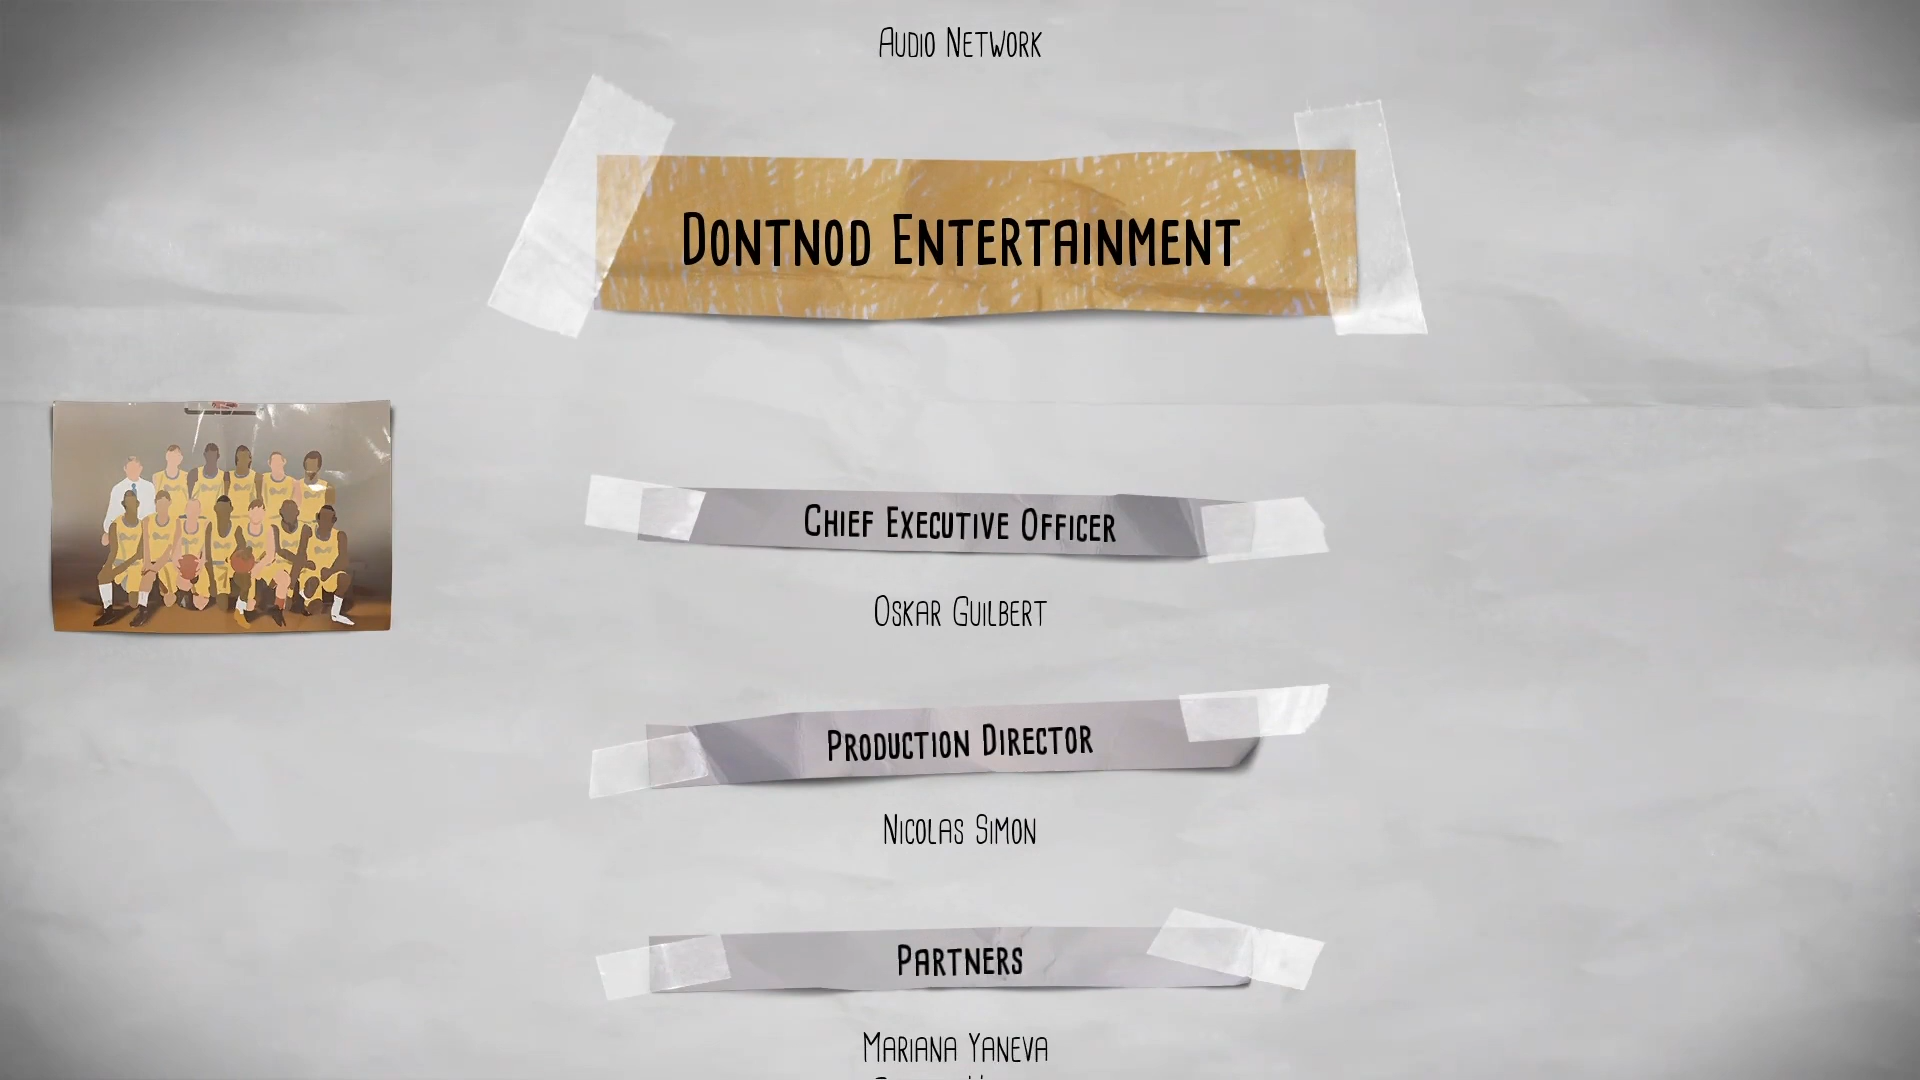 Audio Network
Dontnod Entertainment
Chief Executive Officer
Oskar Guilbert
Production Director
Nicolas Simon
Partners
Mariana Yaneva